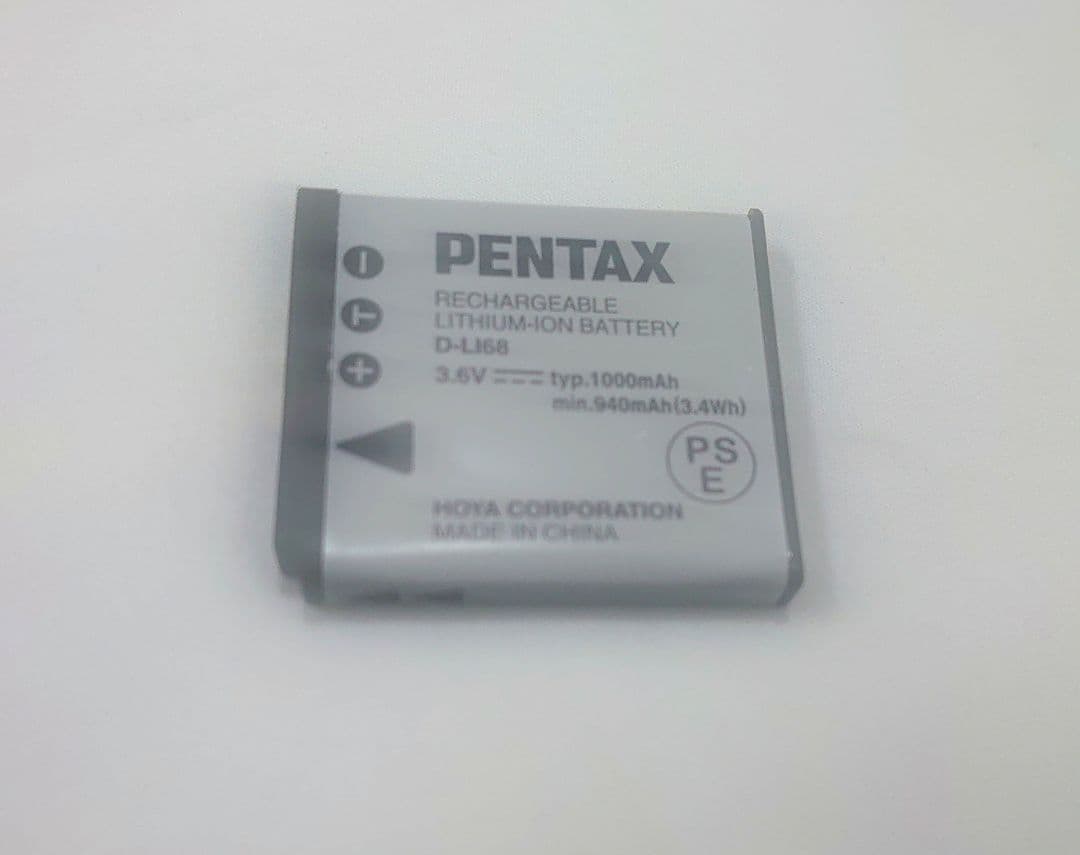 PENTAX
RECHARGEABLE
LITHIUM-ION BATTERY
D-LI68
3.6V typ.1000mAh
min.940mAh(3.4Wh)
PS
E
HOYA CORPORATION
MADE IN CHINA
T